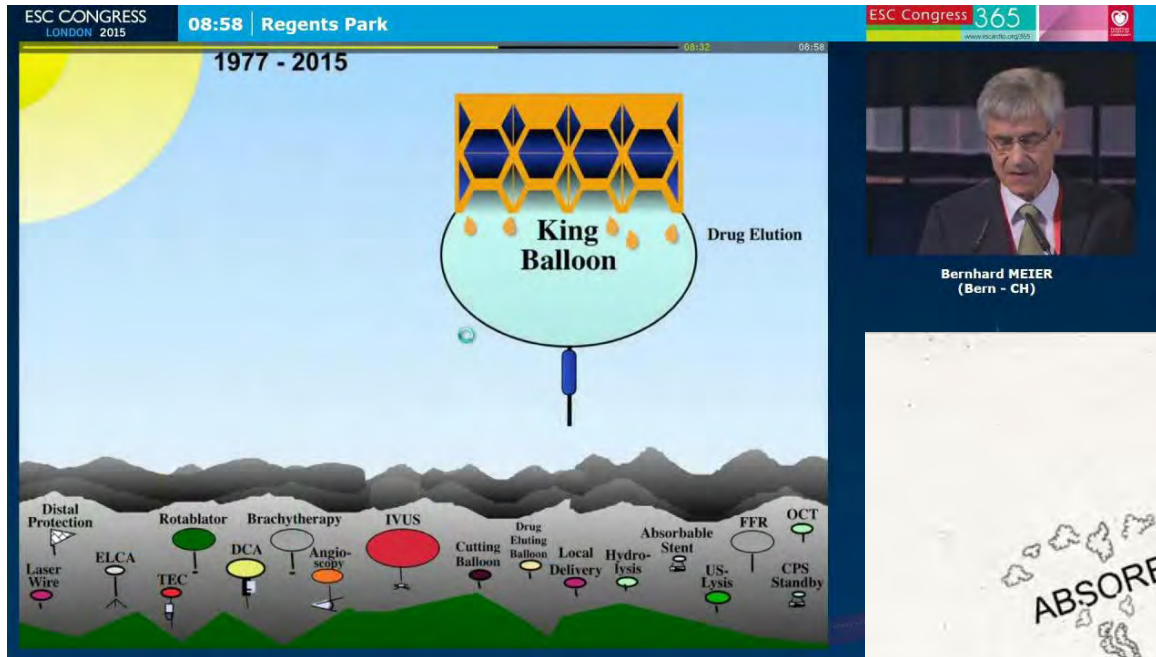 ESC CONGRESS
LONDON 2015
08:58 Regents Park
ESC Congress 365
www.escardio.org/365
08:32
08:58
1977 - 2015
King
Balloon
Drug Elution
Bernhard MEIER
(Bern - CH)
Distal
Protection
Laser
Wire
ELCA
Rotablator
TEC
DCA
Brachytherapy
Angio-
scopy
IVUS
Cutting
Balloon
Drug
Eluting
Balloon
Local
Delivery
Hydro-
lysis
Absorbable
Stent
US-
Lysis
FFR
OCT
CPS
Standby